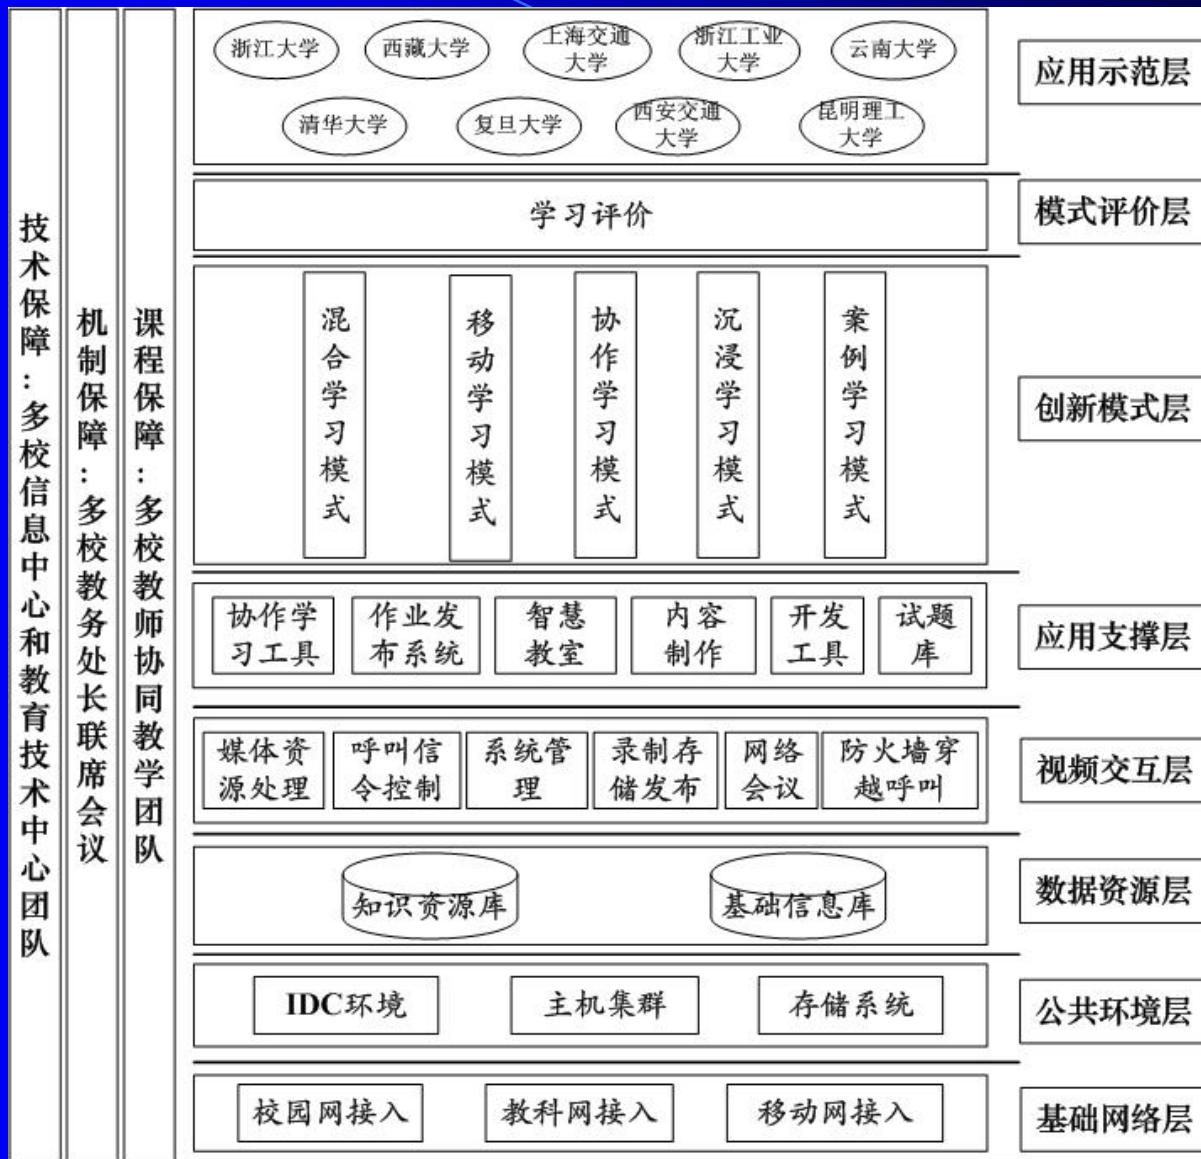 技术保障：多校信息中心和教育技术中心团队
机制保障：多校教务处长联席会议
课程保障：多校教师协同教学团队
浙江大学
西藏大学
上海交通
大学
浙江工业
大学
云南大学
清华大学
复旦大学
西安交通
大学
昆明理工
大学
应用示范层
学习评价
模式评价层
混合学习模式
移动学习模式
协作学习模式
沉浸学习模式
案例学习模式
创新模式层
协作学
习工具
作业发
布系统
智慧
教室
内容
制作
开发
工具
试题
库
应用支撑层
媒体资
源处理
呼叫信
令控制
系统管
理
录制存
储发布
网络
会议
防火墙穿
越呼叫
视频交互层
知识资源库
基础信息库
数据资源层
IDC环境
主机集群
存储系统
公共环境层
校园网接入
教科网接入
移动网接入
基础网络层